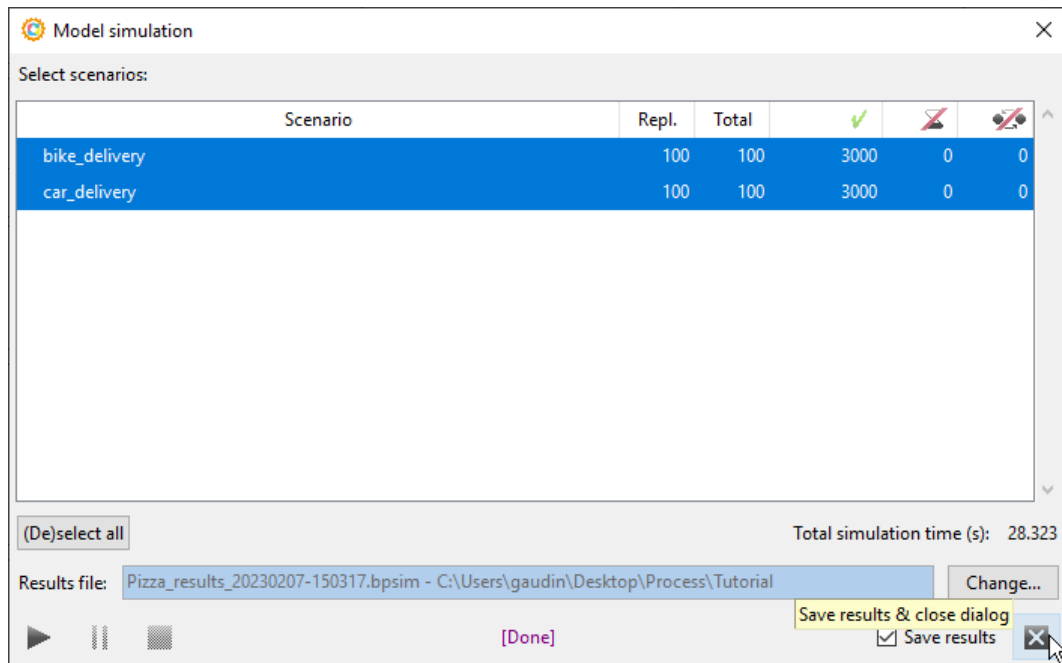 Model simulation
Select scenarios:
Scenario Repl. Total
bike_delivery 100 100 3000 0 0
car_delivery 100 100 3000 0 0
(De)select all Total simulation time (s): 28.323
Results file: Pizza_results_20230207-150317.bpsim - C:\Users\gaudin\Desktop\Process\Tutorial Change...
Save results & close dialog
[Done] Save results